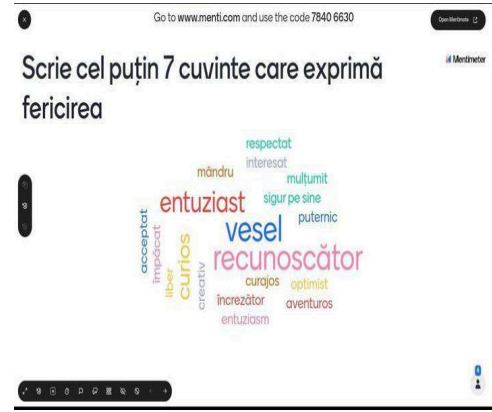 Go to www.menti.com and use the code 7840 6630
Open Mentimote
Mentimeter
Scrie cel puțin 7 cuvinte care exprimă
fericirea
respectat
interesat
mândru
mulțumit
entuziast
sigur pe sine
puternic
vesel
acceptat
împăcat
liber
curios
creativ
recunoscător
curajos
optimist
încrezător
aventuros
entuziasm